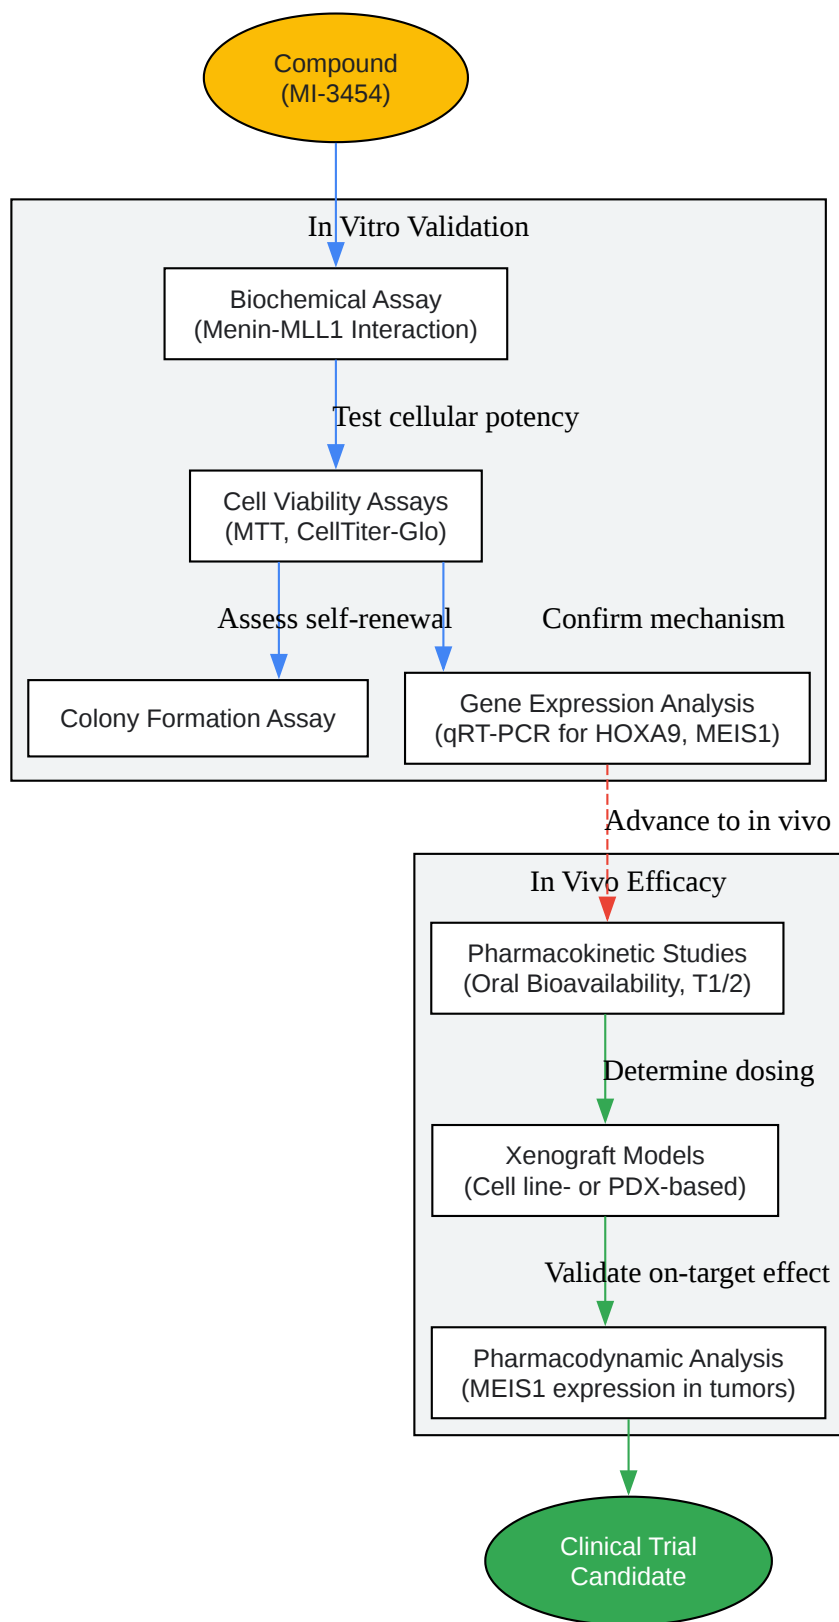 Compound
(MI-3454)
In Vitro Validation
Biochemical Assay
(Menin-MLL1 Interaction)
Test cellular potency
Cell Viability Assays
(MTT, CellTiter-Glo)
Assess self-renewal
Confirm mechanism
Colony Formation Assay
Gene Expression Analysis
(qRT-PCR for HOXA9, MEIS1)
Advance to in vivo
In Vivo Efficacy
Pharmacokinetic Studies
(Oral Bioavailability, T1/2)
Determine dosing
Xenograft Models
(Cell line- or PDX-based)
Validate on-target effect
Pharmacodynamic Analysis
(MEIS1 expression in tumors)
Clinical Trial
Candidate